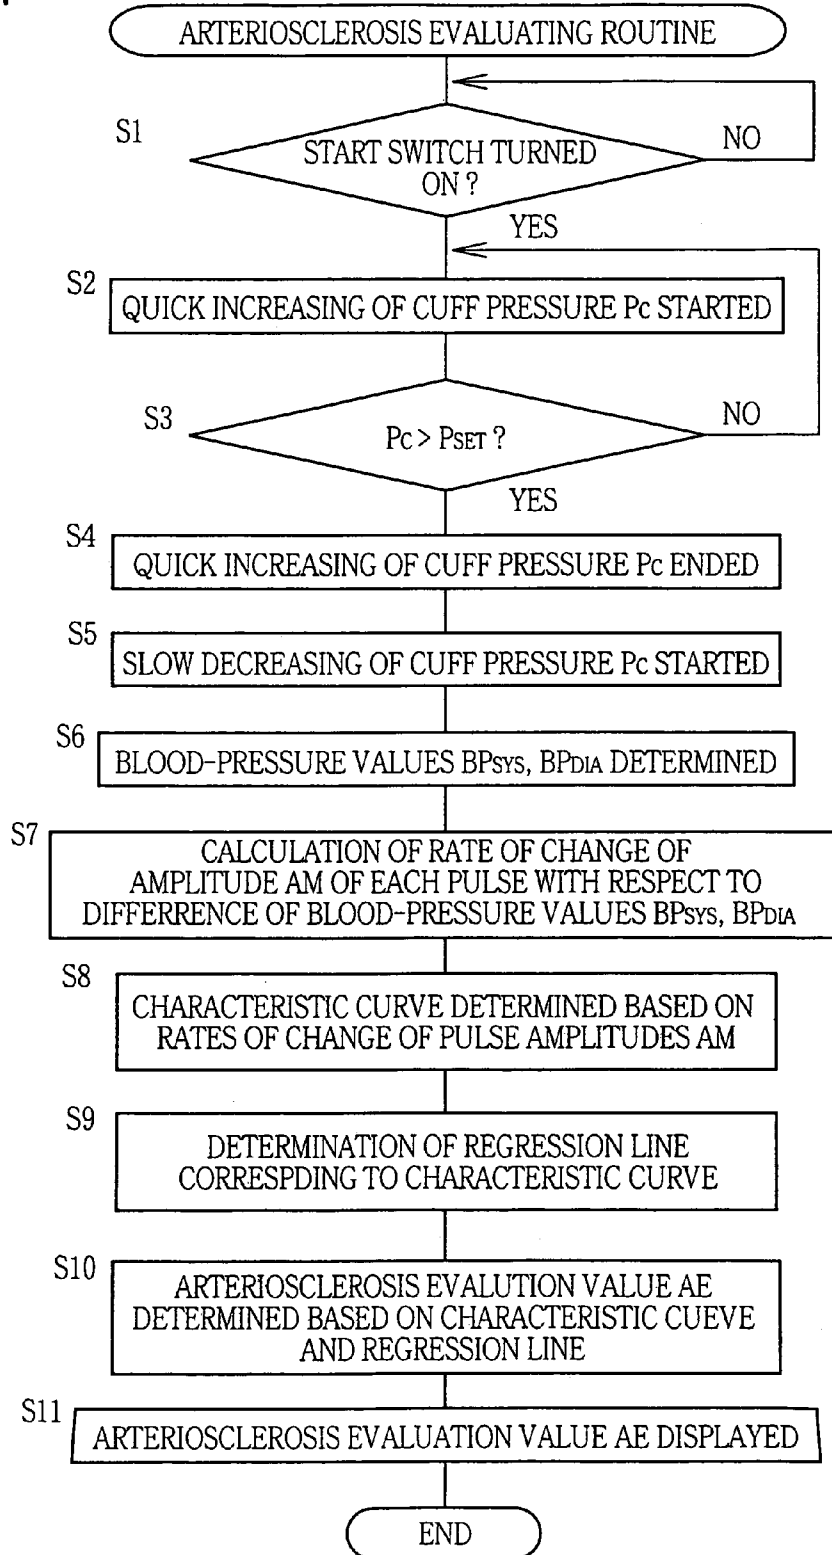 ARTERIOSCLEROSIS EVALUATING ROUTINE
S1
START SWITCH TURNED
ON ?
NO
YES
S2
QUICK INCREASING OF CUFF PRESSURE Pc STARTED
S3
Pc > PSET ?
NO
YES
S4
QUICK INCREASING OF CUFF PRESSURE Pc ENDED
S5
SLOW DECREASING OF CUFF PRESSURE Pc STARTED
S6
BLOOD-PRESSURE VALUES BPSYS, BPDIA DETERMINED
S7
CALCULATION OF RATE OF CHANGE OF
AMPLITUDE AM OF EACH PULSE WITH RESPECT TO
DIFFERRENCE OF BLOOD-PRESSURE VALUES BPSYS, BPDIA
S8
CHARACTERISTIC CURVE DETERMINED BASED ON
RATES OF CHANGE OF PULSE AMPLITUDES AM
S9
DETERMINATION OF REGRESSION LINE
CORRESPDING TO CHARACTERISTIC CURVE
S10
ARTERIOSCLEROSIS EVALUTION VALUE AE
DETERMINED BASED ON CHARACTERISTIC CUEVE
AND REGRESSION LINE
S11
ARTERIOSCLEROSIS EVALUATION VALUE AE DISPLAYED
END